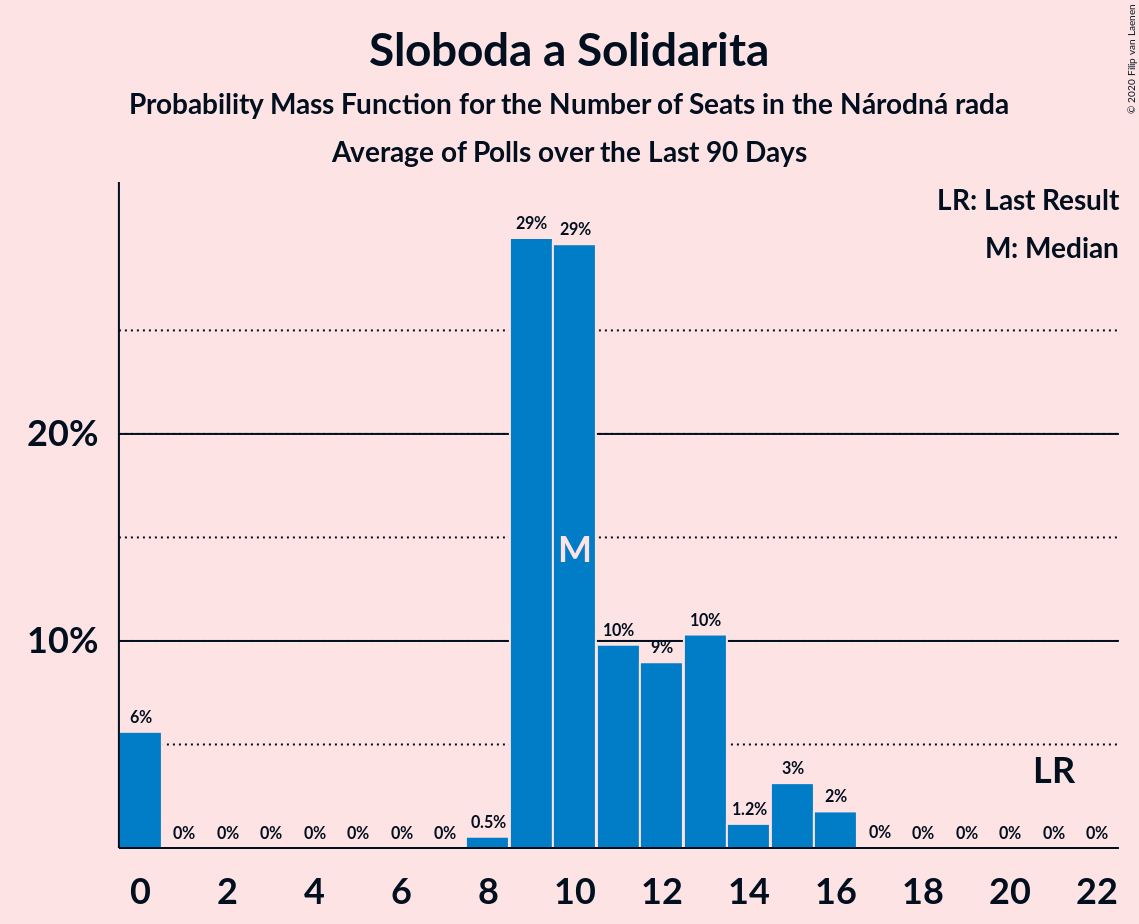 Sloboda a Solidarita
Probability Mass Function for the Number of Seats in the Národná rada
Average of Polls over the Last 90 Days
© 2020 Filip van Laenen
LR: Last Result
M: Median
20%
10%
6%
0%
0%
0%
0%
0%
0%
0%
0.5%
29%
29%
10%
9%
10%
1.2%
3%
2%
0%
0%
0%
0%
0%
0%
M
LR
0 2 4 6 8 10 12 14 16 18 20 22